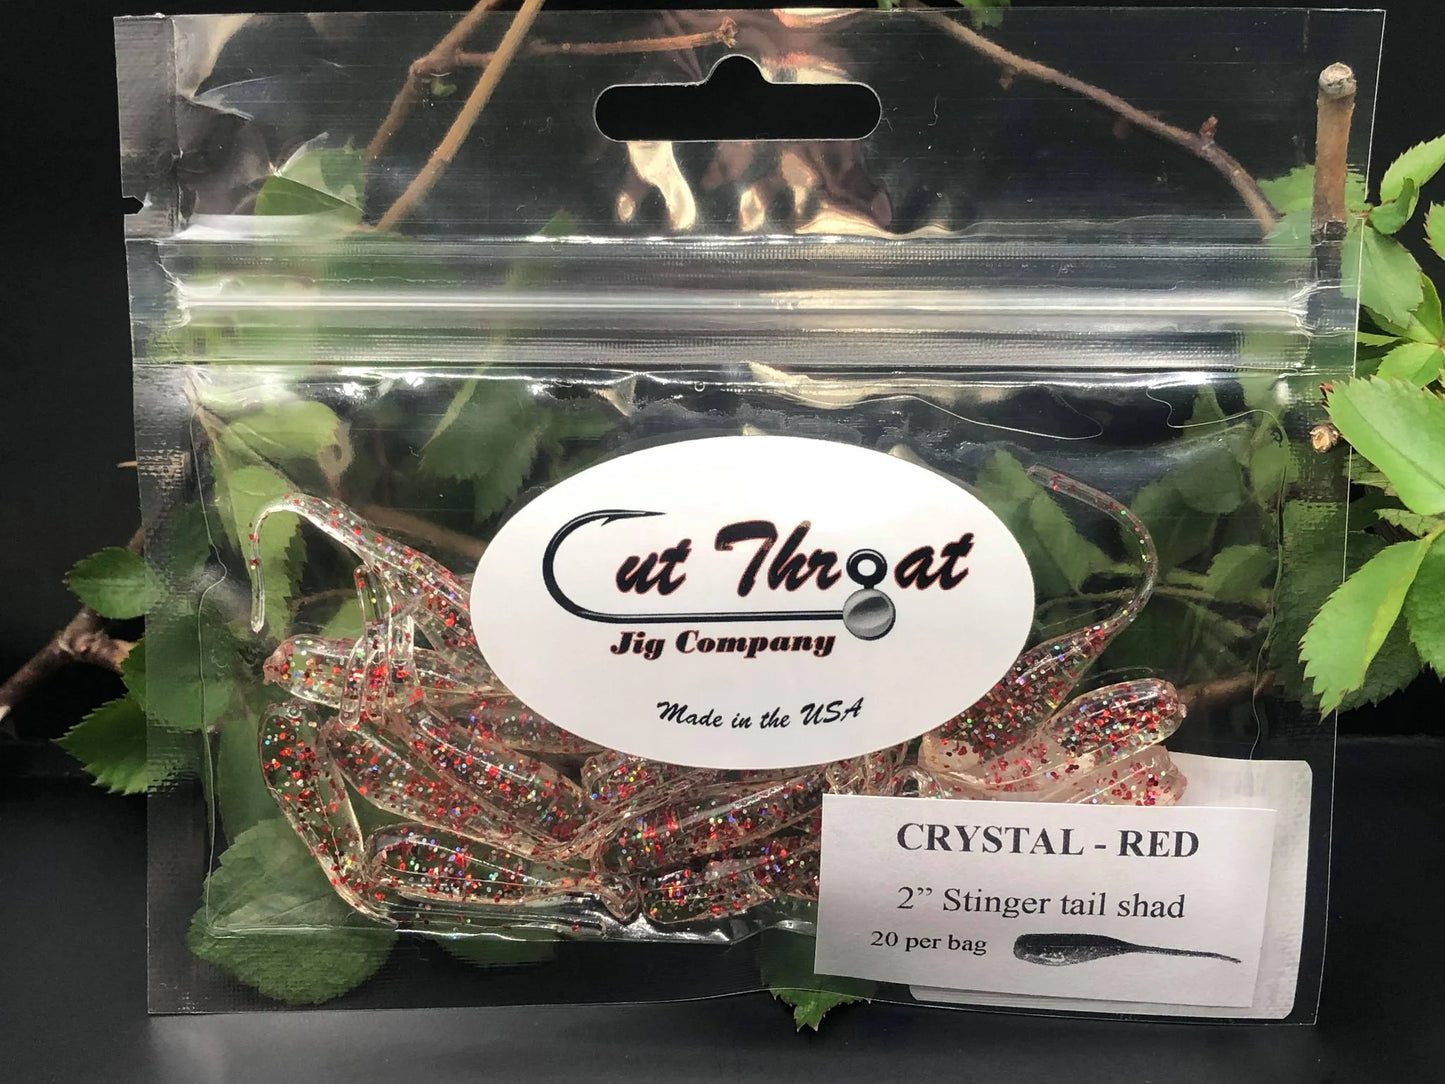 Cut Throat
Jig Company
Made in the USA
CRYSTAL - RED
2” Stinger tail shad
20 per bag